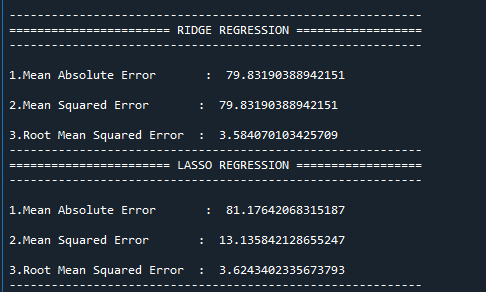 ------------------------------------------------------------
======================= RIDGE REGRESSION ==================
------------------------------------------------------------
1.Mean Absolute Error       :  79.83190388942151
2.Mean Squared Error       :  79.83190388942151
3.Root Mean Squared Error  :  3.584070103425709
------------------------------------------------------------
======================= LASSO REGRESSION ==================
------------------------------------------------------------
1.Mean Absolute Error       :  81.17642068315187
2.Mean Squared Error       :  13.135842128655247
3.Root Mean Squared Error  :  3.6243402335673793
------------------------------------------------------------